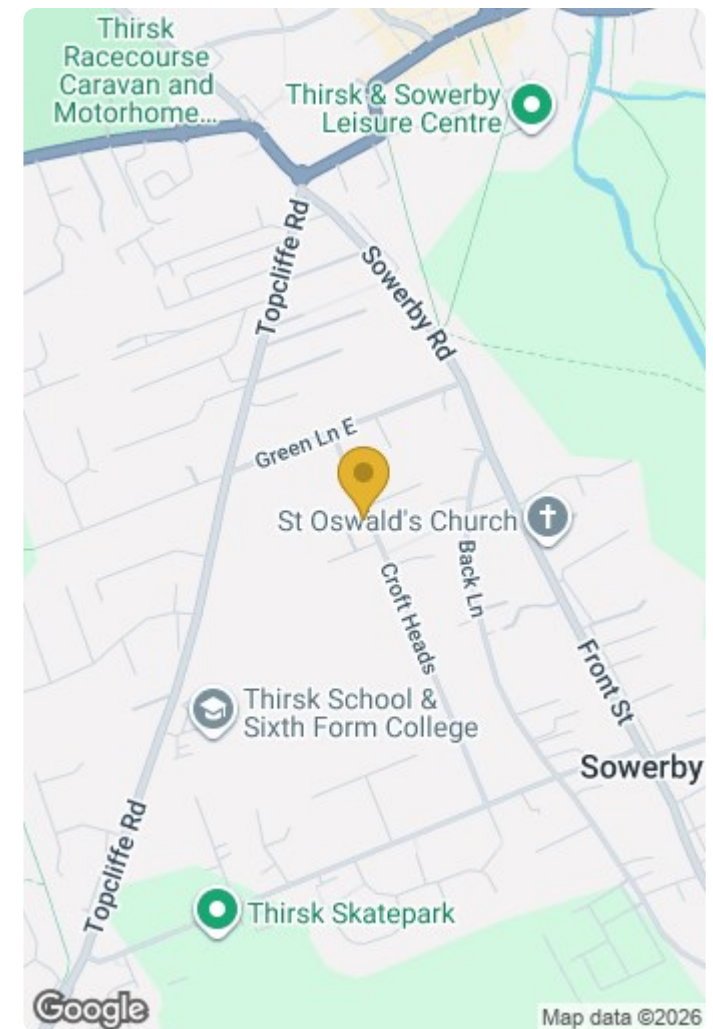 Thirsk
Racecourse
Caravan and
Motorhome...
Thirsk & Sowerby
Leisure Centre
Topcliffe Rd
Sowerby Rd
Green Ln E
St Oswald's Church
Back Ln
Croft Heads
Front St
Thirsk School &
Sixth Form College
Sowerby
Topcliffe Rd
Thirsk Skatepark
Google
Map data ©2026